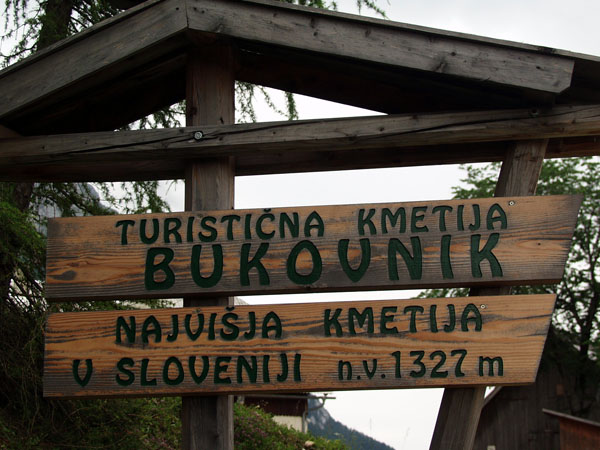 TURISTIČNA KMETIJA
BUKOVNIK
NAJVIŠJA KMETIJA
V SLOVENIJI n.v. 1327 m